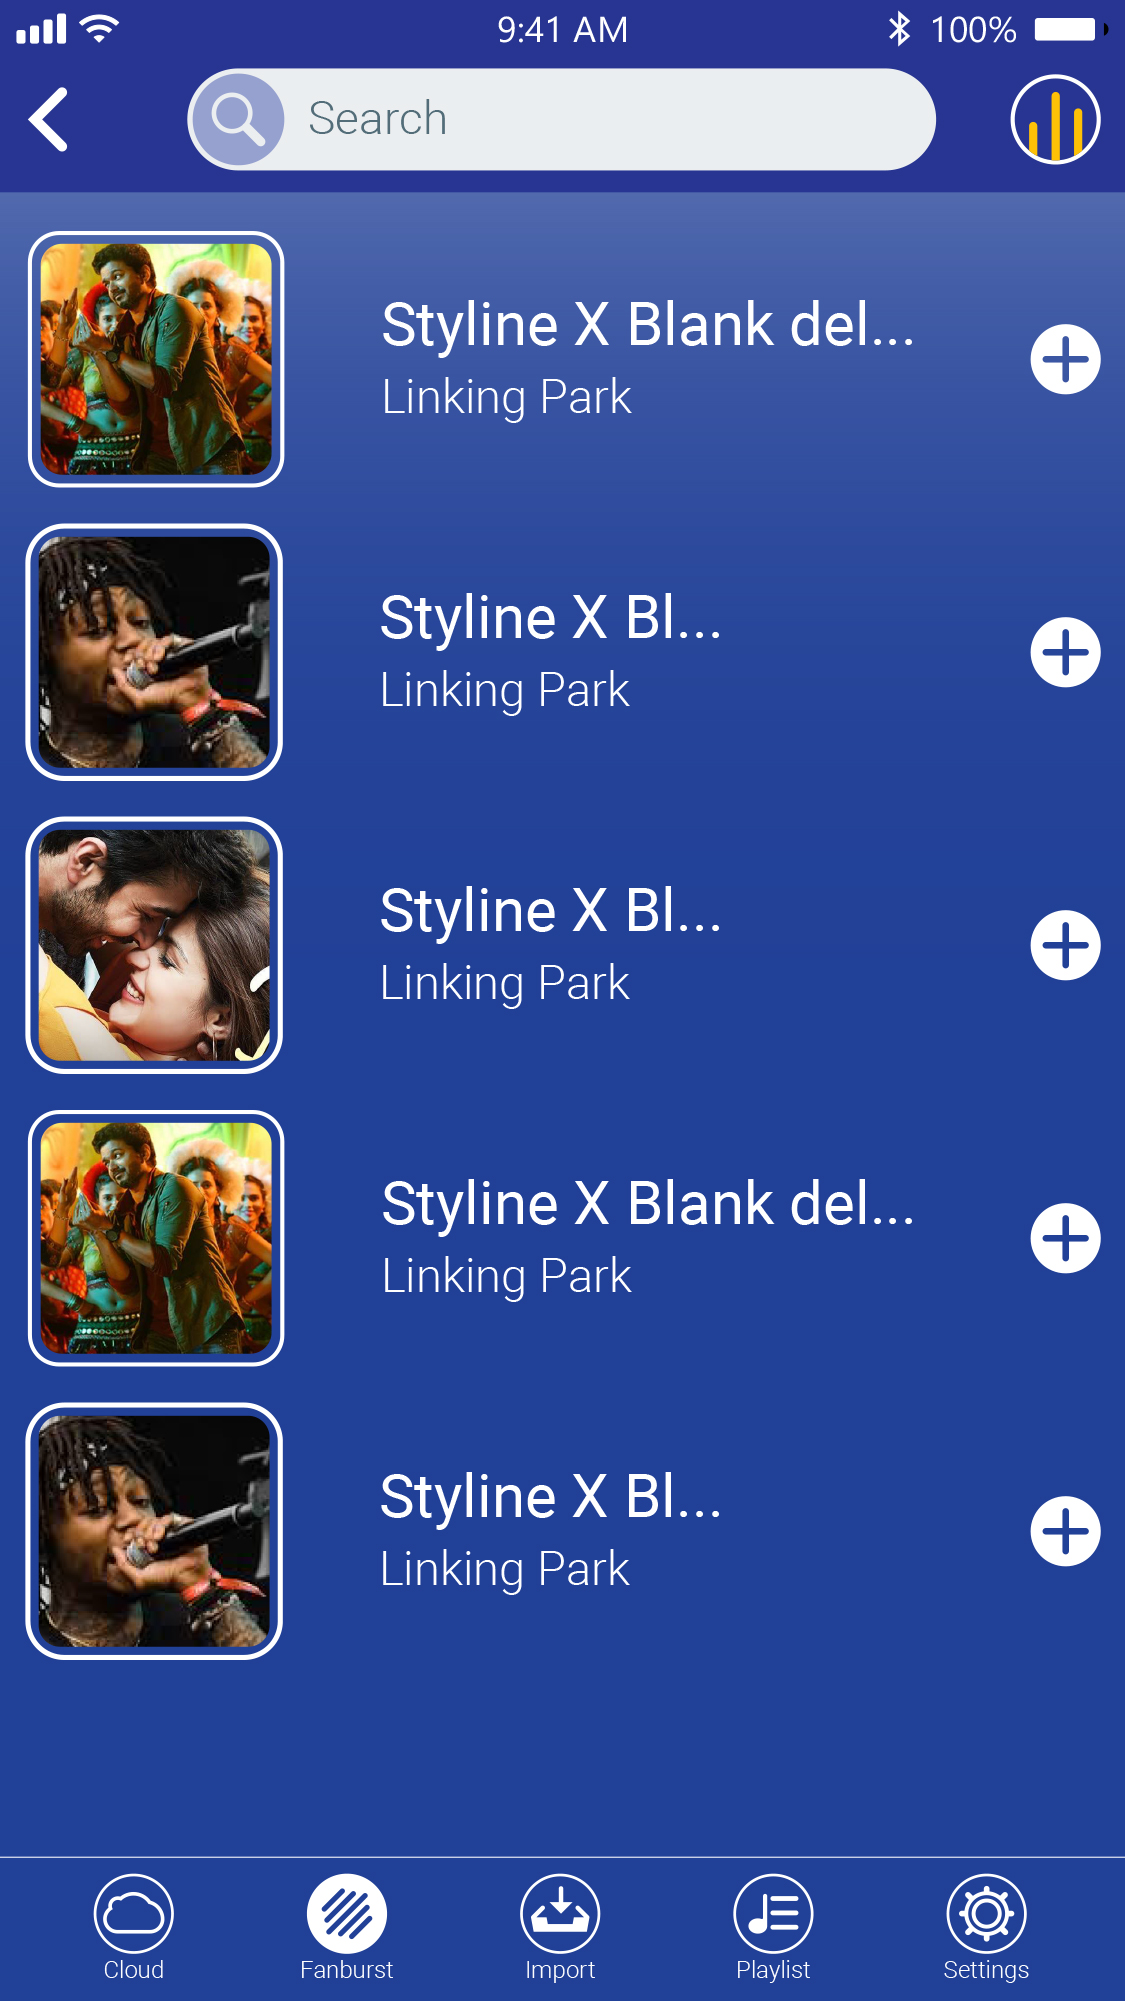 9:41 AM
100%
Search
Styline X Blank del...
Linking Park
Styline X Bl...
Linking Park
Styline X Bl...
Linking Park
Styline X Blank del...
Linking Park
Styline X Bl...
Linking Park
Cloud
Fanburst
Import
Playlist
Settings